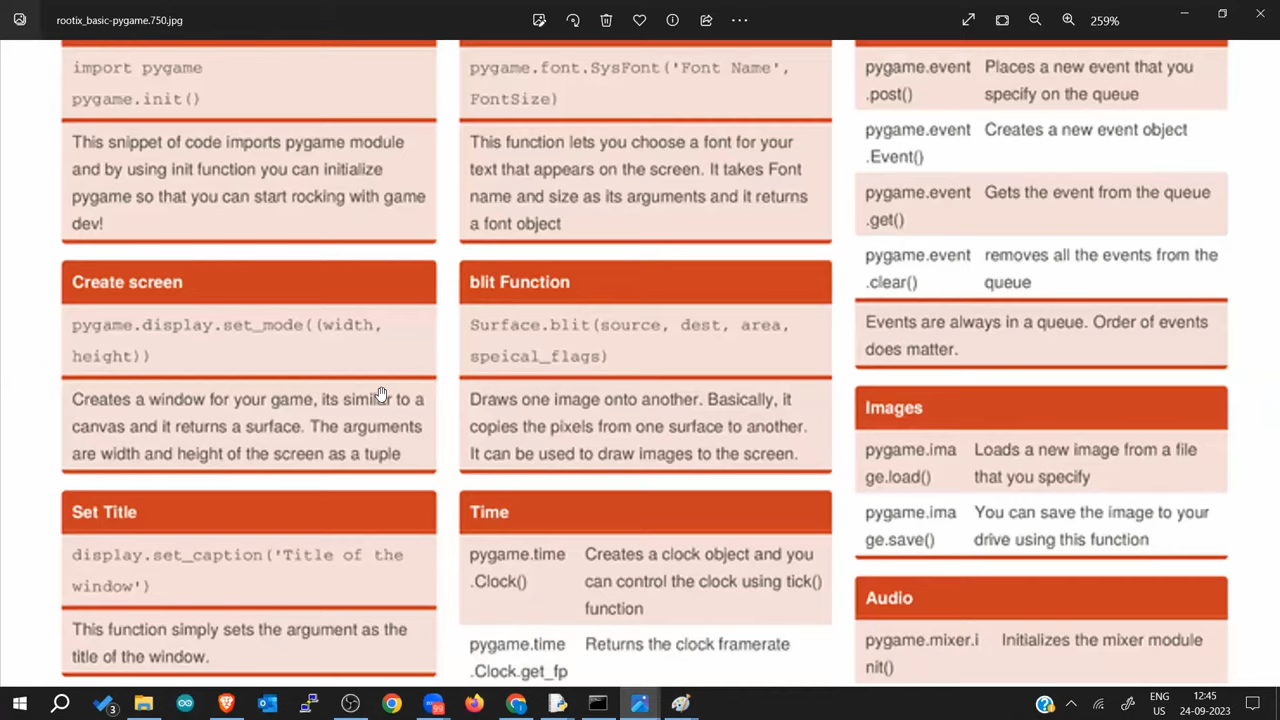 rootix_basic-pygame.750.jpg
259%
import pygame
pygame.init()
This snippet of code imports pygame module
and by using init function you can initialize
pygame so that you can start rocking with game
dev!
Create screen
pygame.display.set_mode((width,
height))
Creates a window for your game, its similar to a
canvas and it returns a surface. The arguments
are width and height of the screen as a tuple
Set Title
display.set_caption('Title of the
window')
This function simply sets the argument as the
title of the window.
pygame.font.SysFont('Font Name',
FontSize)
This function lets you choose a font for your
text that appears on the screen. It takes Font
name and size as its arguments and it returns
a font object
blit Function
Surface.blit(source, dest, area,
speical_flags)
Draws one image onto another. Basically, it
copies the pixels from one surface to another.
It can be used to draw images to the screen.
Time
pygame.time Creates a clock object and you
.Clock() can control the clock using tick()
function
pygame.time Returns the clock framerate
.Clock.get_fp
pygame.event Places a new event that you
.post() specify on the queue
pygame.event Creates a new event object
.Event()
pygame.event Gets the event from the queue
.get()
pygame.event removes all the events from the
.clear() queue
Events are always in a queue. Order of events
does matter.
Images
pygame.ima Loads a new image from a file
ge.load() that you specify
pygame.ima You can save the image to your
ge.save() drive using this function
Audio
pygame.mixer.i Initializes the mixer module
nit()
3
99
ENG 12:45
US 24-09-2023